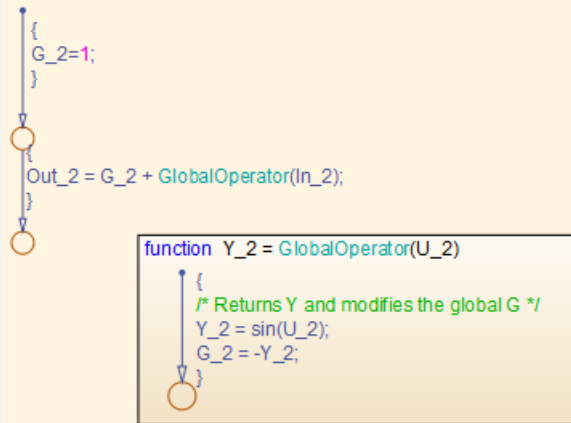 {
G_2=1;
}
{
Out_2 = G_2 + GlobalOperator(In_2);
}
function Y_2 = GlobalOperator(U_2)
{
/* Returns Y and modifies the global G */
Y_2 = sin(U_2);
G_2 = -Y_2;
}